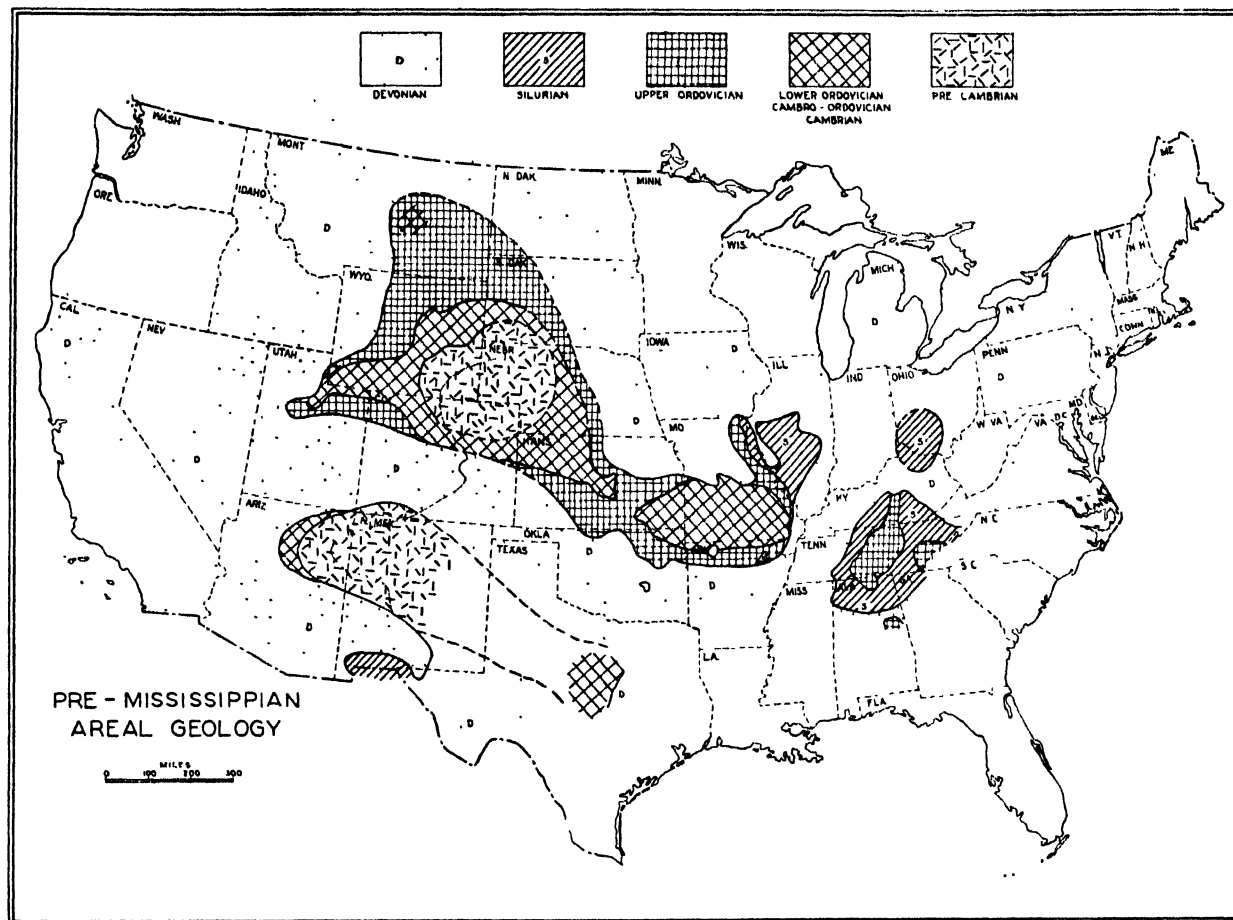 D
S
DEVONIAN
SILURIAN
UPPER ORDOVICIAN
LOWER ORDOVICIAN
CAMBRO - ORDOVICIAN
CAMBRIAN
PRE CAMBRIAN
WASH
MONT
N. DAK
MINN.
ME
ORE
IDAHO
D
WIS.
VT.
N H
WYO.
S. DAK
MICH
D
N Y
MASS
CONN
CAL
D
NEV
UTAH
NEBR
IOWA
D
ILL
IND
OHIO
PENN
D
N J
MD
D
KANS
MO
D
S
S
W VA
VA
DC
D
ARIZ
N. MEX
OKLA
TEXAS
D
KY
D
S
TENN
N C
D
S C
MISS
ALA
GA
S
D
D
LA.
D
FLA
D
PRE - MISSISSIPPIAN
AREAL GEOLOGY
MILES
0 100 200 300